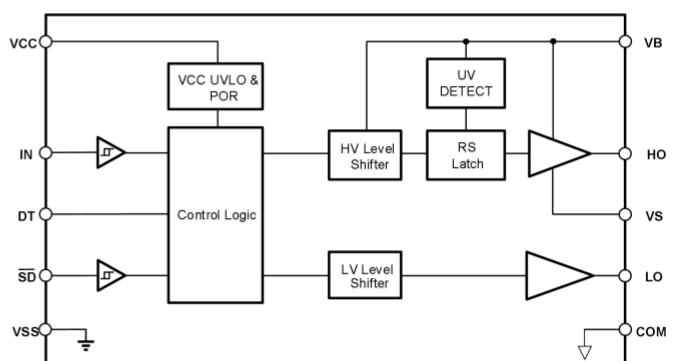 VCC
VB
VCC UVLO &
POR
UV
DETECT
IN
HV Level
Shifter
RS
Latch
HO
DT
Control Logic
VS
SD
LV Level
Shifter
LO
VSS
COM